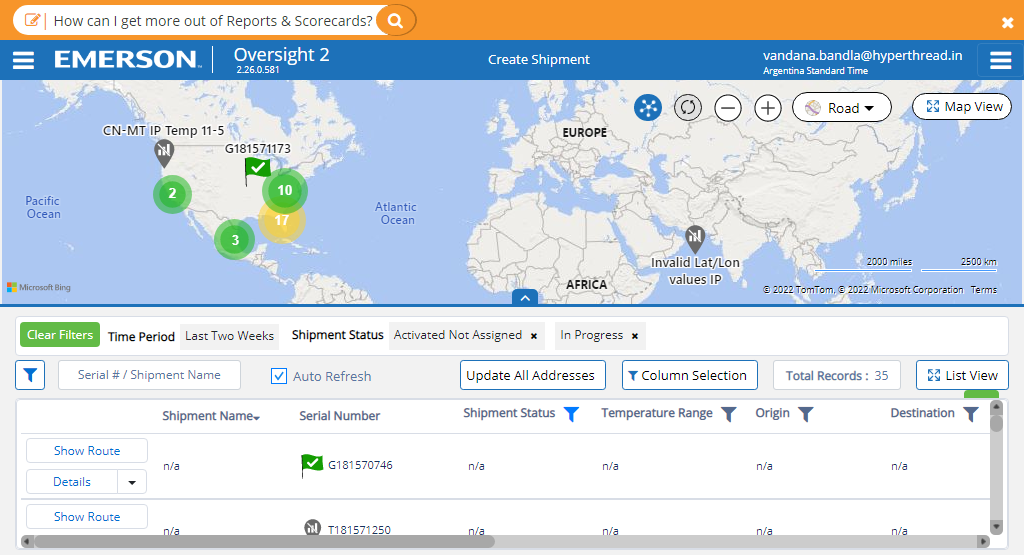 How can I get more out of Reports & Scorecards?
EMERSON
Oversight 2
2.26.0.581
Create Shipment
vandana.bandla@hyperthread.in
Argentina Standard Time
Road
Map View
CN-MT IP Temp 11-5
G181571173
EUROPE
2
10
17
3
Pacific
Ocean
Atlantic
Ocean
Invalid Lat/Lon
values IP
AFRICA
2000 miles
2500 km
Microsoft Bing
© 2022 TomTom, © 2022 Microsoft Corporation Terms
Clear Filters
Time Period
Last Two Weeks
Shipment Status
Activated Not Assigned ×
In Progress ×
Serial # / Shipment Name
Auto Refresh
Update All Addresses
Column Selection
Total Records : 35
List View
Shipment Name
Serial Number
Shipment Status
Temperature Range
Origin
Destination
Show Route
Details
n/a
G181570746
n/a
n/a
n/a
n/a
Show Route
n/a
T181571250
n/a
n/a
n/a
n/a